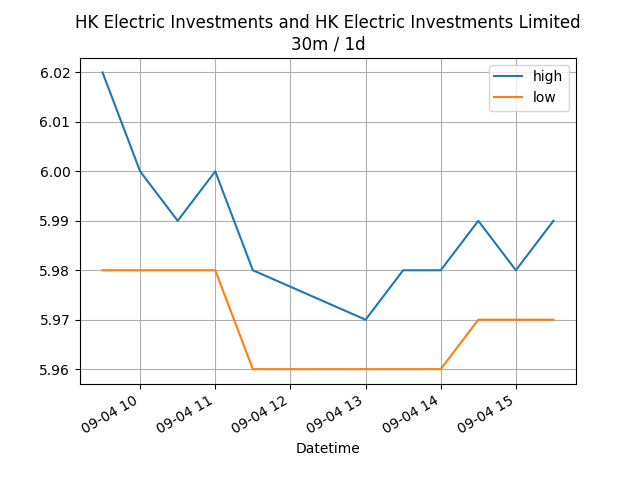 HK Electric Investments and HK Electric Investments Limited
30m / 1d
6.02
6.01
6.00
5.99
5.98
5.97
5.96
high
low
09-04 10
09-04 11
09-04 12
09-04 13
09-04 14
09-04 15
Datetime